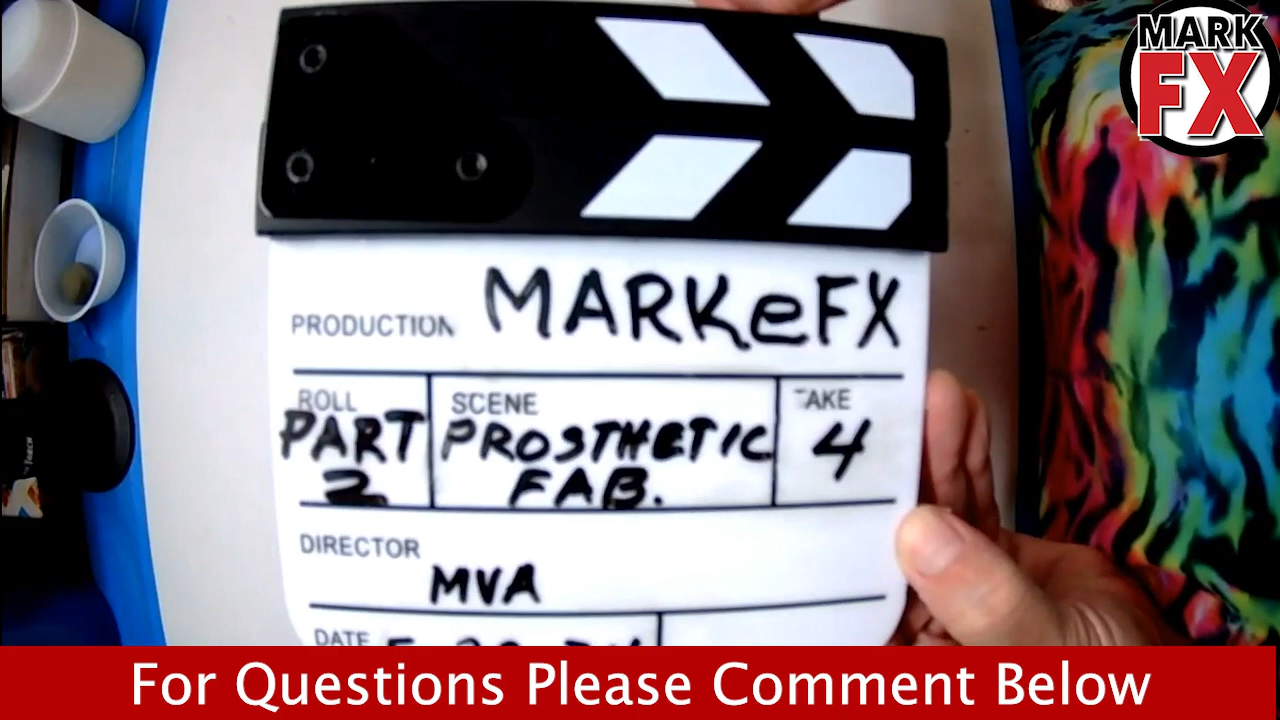 MARK
FX
PRODUCTION MARKeFX
ROLL SCENE TAKE
PART PROSTHETIC 4
2 FAB.
DIRECTOR
MVA
DATE
For Questions Please Comment Below